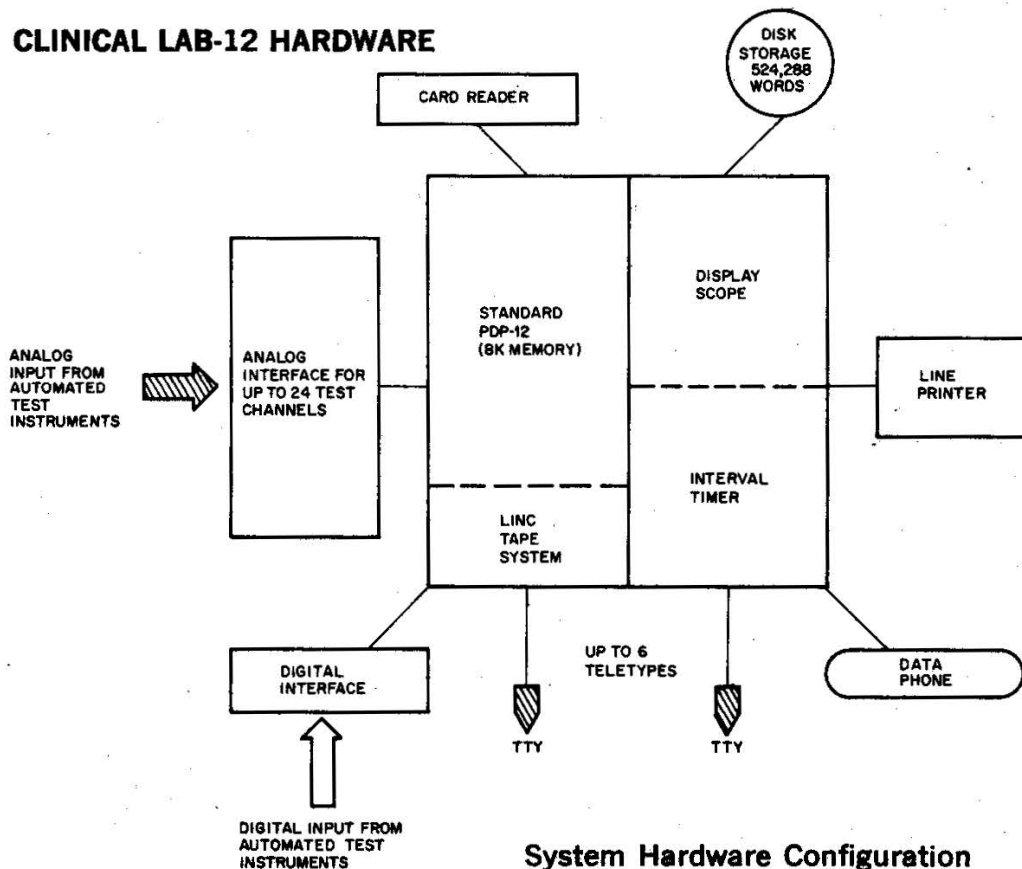 CLINICAL LAB-12 HARDWARE
DISK
STORAGE
524,288
WORDS
CARD READER
STANDARD
PDP-12
(8K MEMORY)
DISPLAY
SCOPE
ANALOG
INPUT FROM
AUTOMATED
TEST
INSTRUMENTS
ANALOG
INTERFACE FOR
UP TO 24 TEST
CHANNELS
LINE
PRINTER
INTERVAL
TIMER
LINC
TAPE
SYSTEM
DIGITAL
INTERFACE
UP TO 6
TELETYPES
DATA
PHONE
TTY
TTY
DIGITAL INPUT FROM
AUTOMATED TEST
INSTRUMENTS
System Hardware Configuration